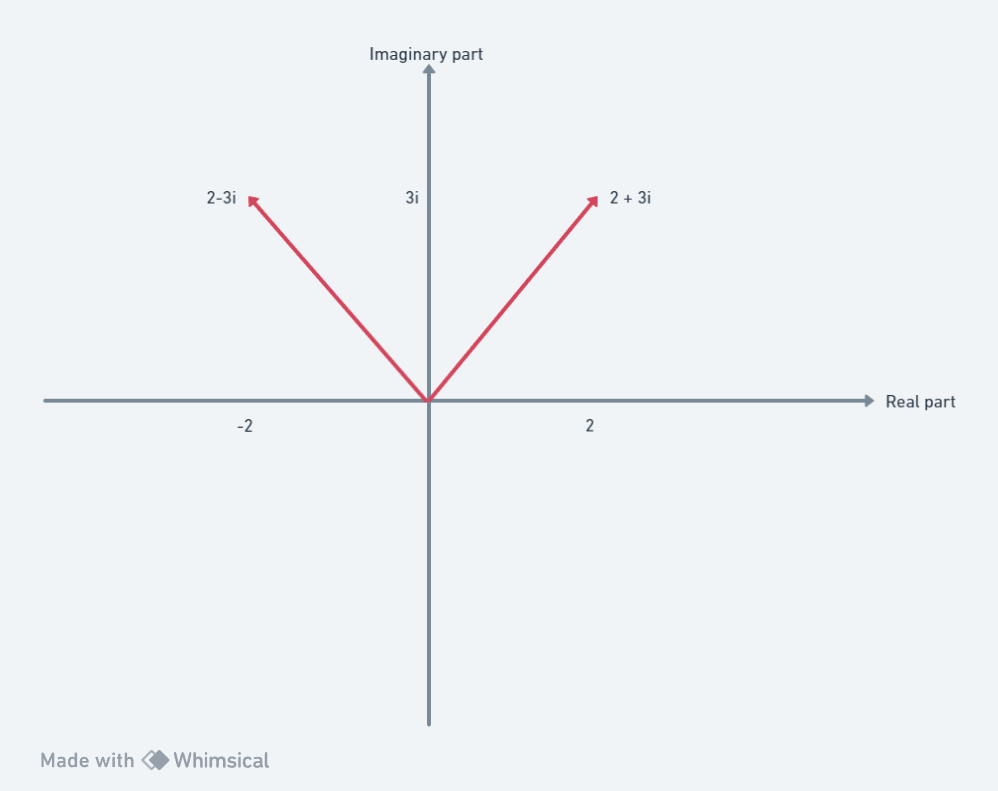 Imaginary part
2-3i
3i
2 + 3i
Real part
-2
2
Made with Whimsical